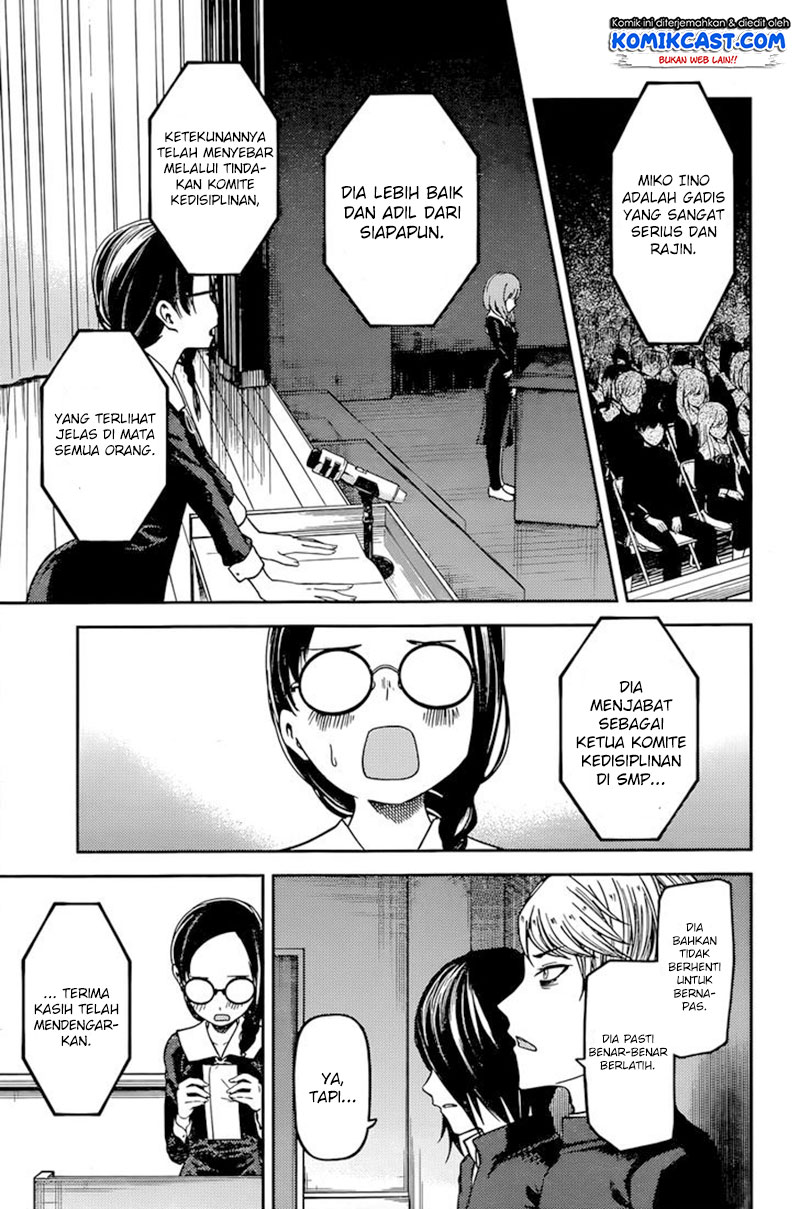 Komik ini diterjemahkan & diedit oleh
KOMIKCAST.COM
BUKAN WEB LAIN!!
MIKO IINO
ADALAH GADIS
YANG SANGAT
SERIUS DAN
RAJIN.
DIA LEBIH BAIK
DAN ADIL DARI
SIAPAPUN.
KETEKUNANNYA
TELAH MENYEBAR
MELALUI TINDA-
KAN KOMITE
KEDISIPLINAN,
YANG TERLIHAT
JELAS DI MATA
SEMUA ORANG.
DIA
MENJABAT
SEBAGAI
KETUA KOMITE
KEDISIPLINAN
DI SMP...
DIA
BAHKAN
TIDAK
BERHENTI
UNTUK
BERNA-
PAS.
DIA PASTI
BENAR-BENAR
BERLATIH.
YA,
TAPI...
... TERIMA
KASIH TELAH
MENDENGAR-
KAN.